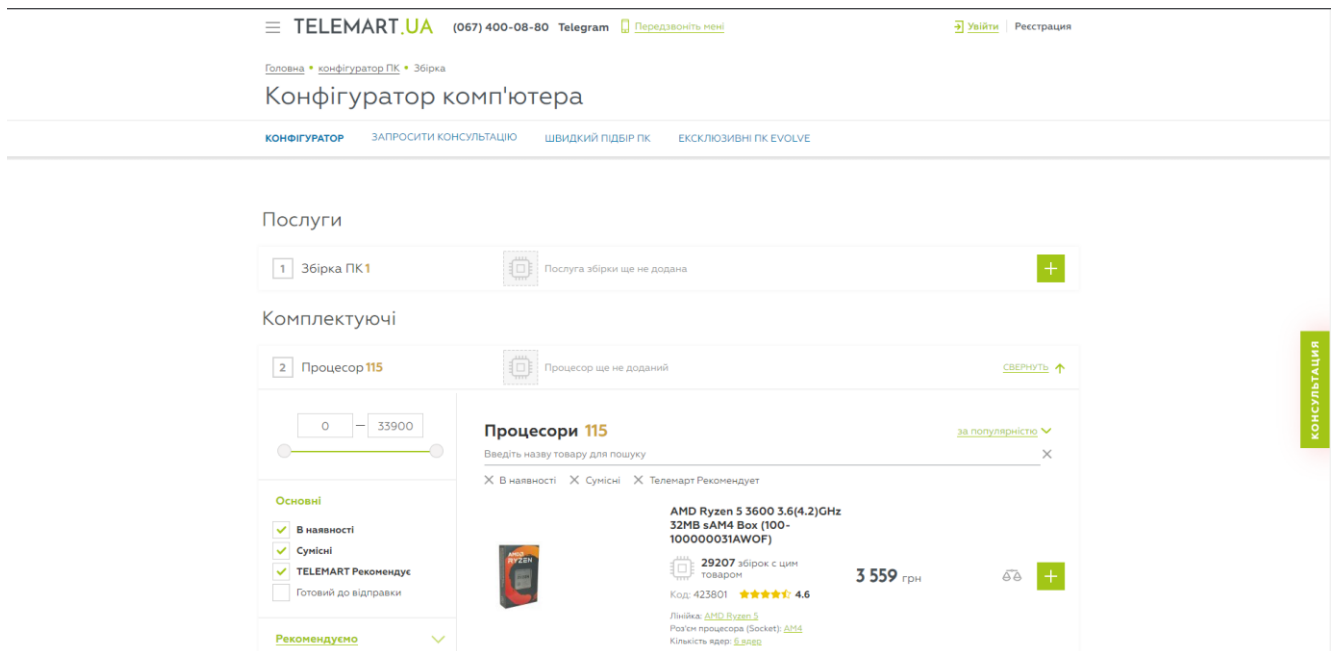 TELEMART.UA (067) 400-08-80 Telegram Передзвоніть мені Увійти Реєстрація
Головна • конфігуратор ПК • Збірка
Конфігуратор комп'ютера
КОНФІГУРАТОР ЗАПРОСИТИ КОНСУЛЬТАЦІЮ ШВИДКИЙ ПІДБІР ПК ЕКСКЛЮЗИВНІ ПК EVOLVE
Послуги
1 Збірка ПК 1 Послуга збірки ще не додана +
Комплектуючі
2 Процесор 115 Процесор ще не доданий СВЕРНУТЬ
КОНСУЛЬТАЦИЯ
0 — 33900
Основні
В наявності
Сумісні
TELEMART Рекомендує
Готовий до відправки
Рекомендуємо
Процесори 115 за популярністю
Введіть назву товару для пошуку
В наявності Сумісні Телемарт Рекомендует
AMD Ryzen 5 3600 3.6(4.2)GHz
32MB sAM4 Box (100-
100000031AWOF)
AMD
RYZEN
29207 збірок с цим
товаром
3 559 грн +
Код: 423801 4.6
Лінійка: AMD Ryzen 5
Роз'єм процесора (Socket): AM4
Кількість ядер: 6 ядер